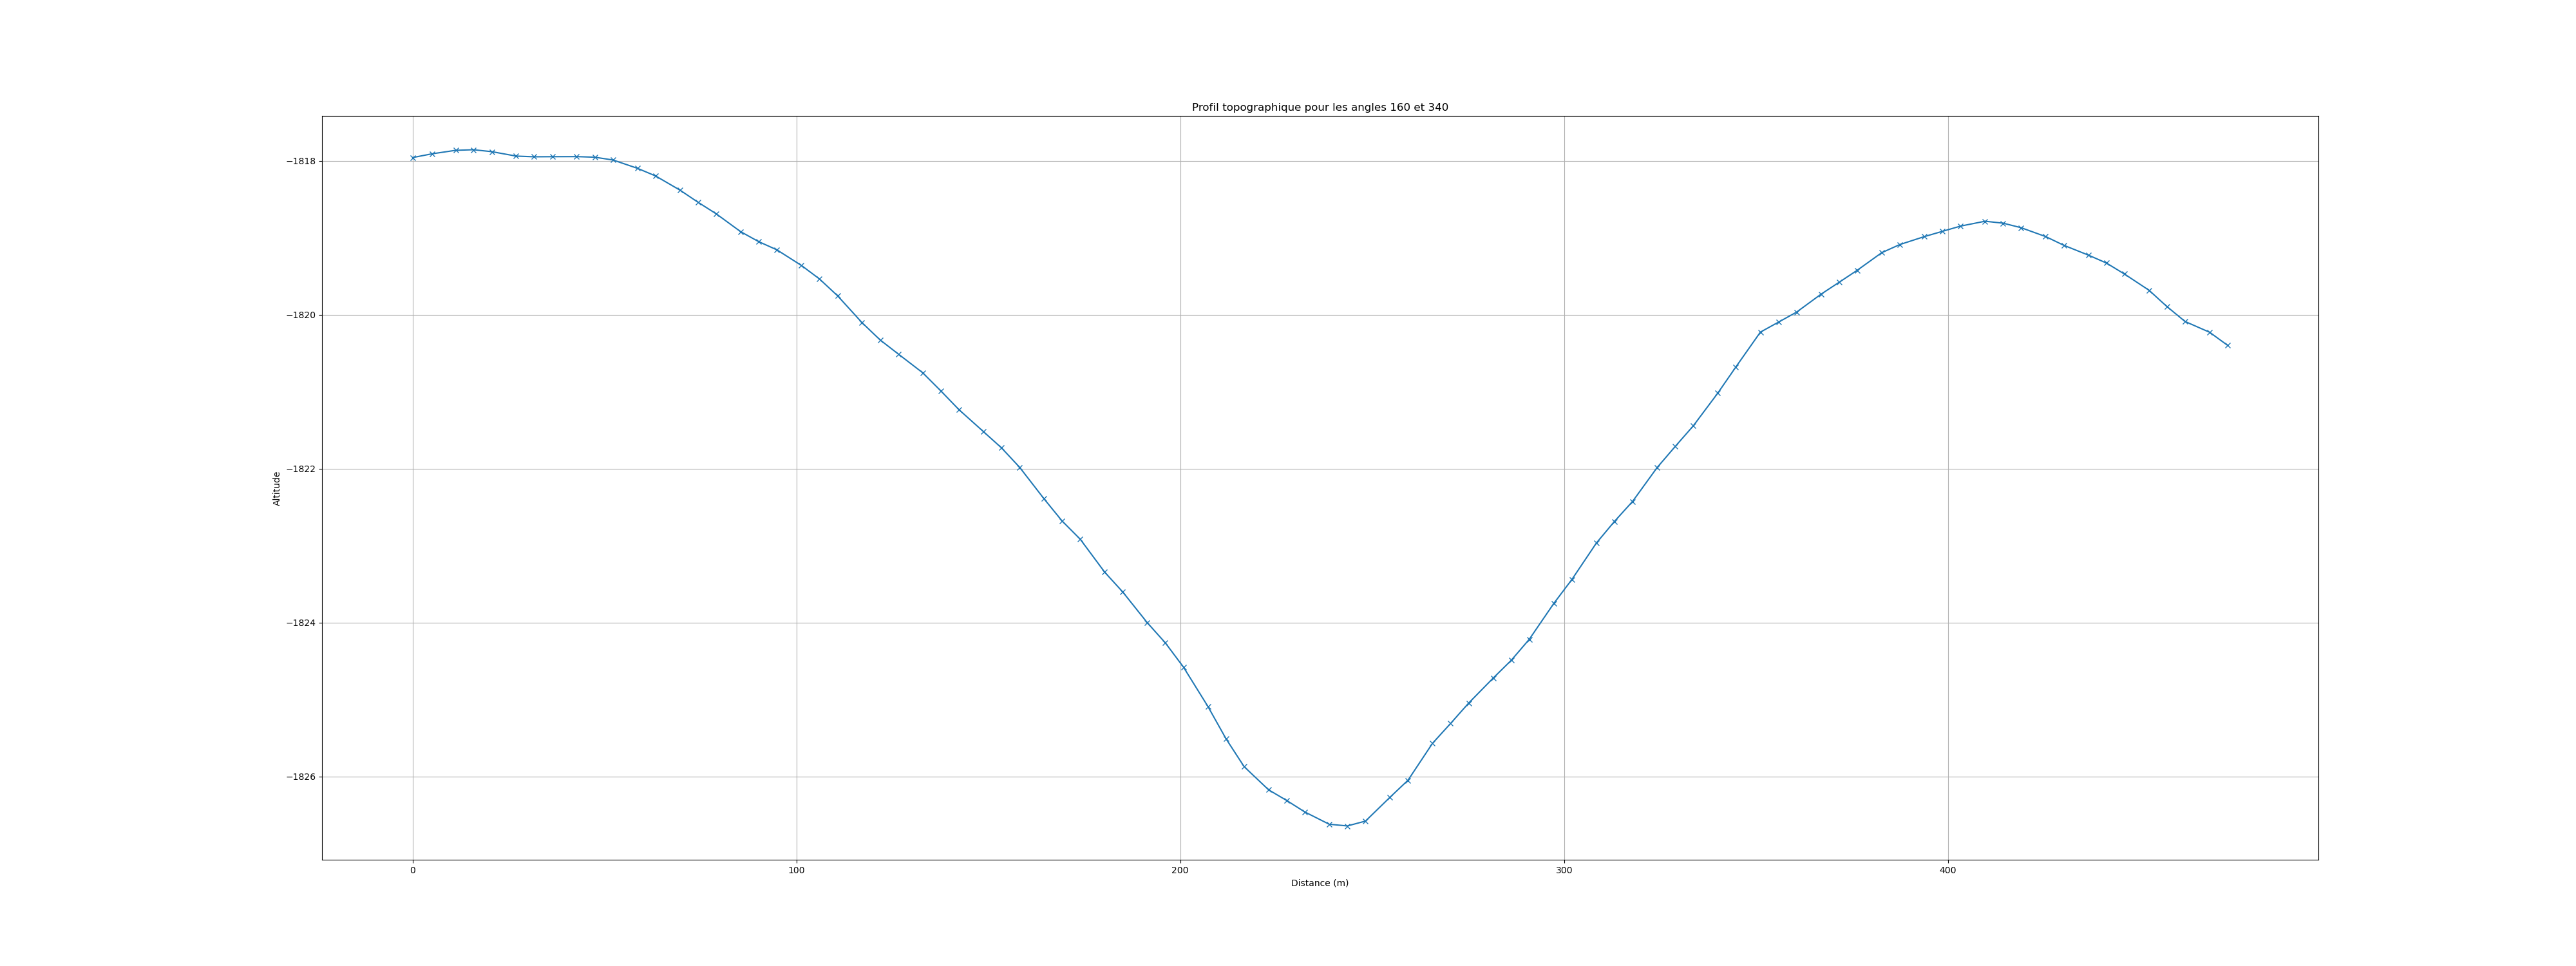 Profil topographique pour les angles 160 et 340
−1818
−1820
−1822
−1824
−1826
Altitude
0 100 200 300 400
Distance (m)